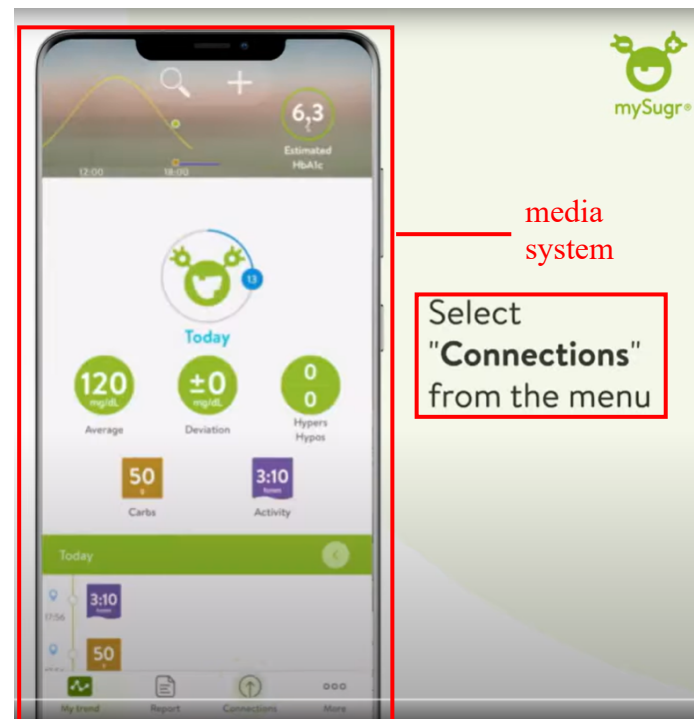 mySugr®
6,3
Estimated
HbA1c
12:00 18:00
media
system
13
Today
Select
"Connections"
from the menu
120
mg/dL
±0
mg/dL
0
0
Average
Deviation
Hypers
Hypos
50
g
3:10
Carbs
Activity
Today
17:56
3:10
50
My trend
Report
Connections
More